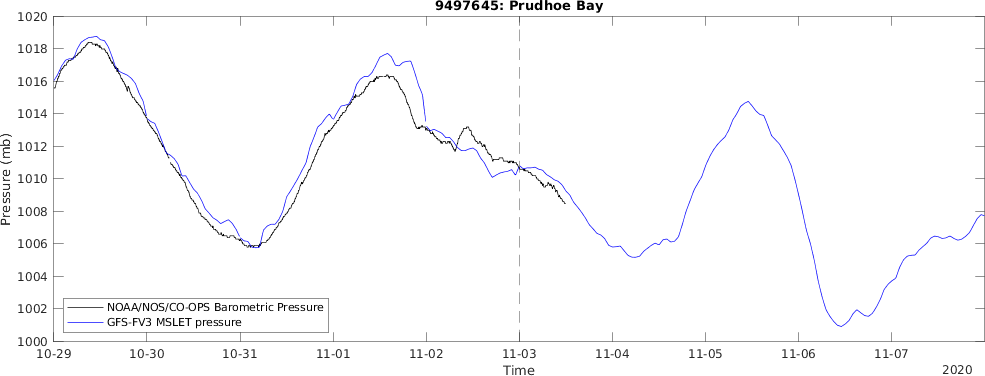 9497645: Prudhoe Bay
1020
1018
1016
1014
1012
1010
1008
1006
1004
1002
1000
Pressure (mb)
NOAA/NOS/CO-OPS Barometric Pressure
GFS-FV3 MSLET pressure
10-29 10-30 10-31 11-01 11-02 11-03 11-04 11-05 11-06 11-07
Time
2020